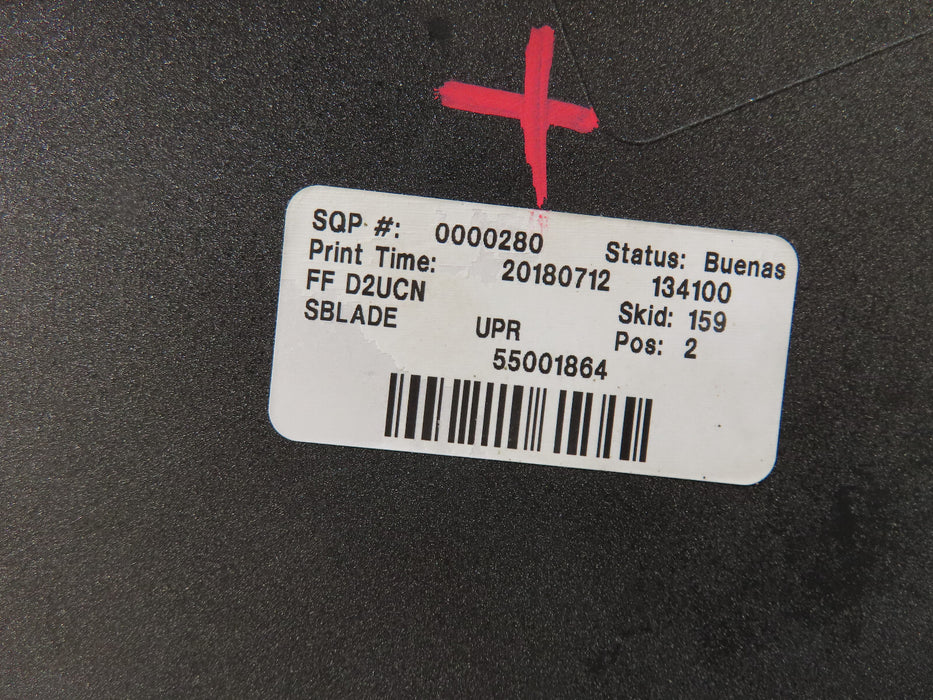 SQP #: 0000280 Status: Buenas
Print Time: 20180712 134100
FF D2UCN Skid: 159
SBLADE UPR Pos: 2
55001864